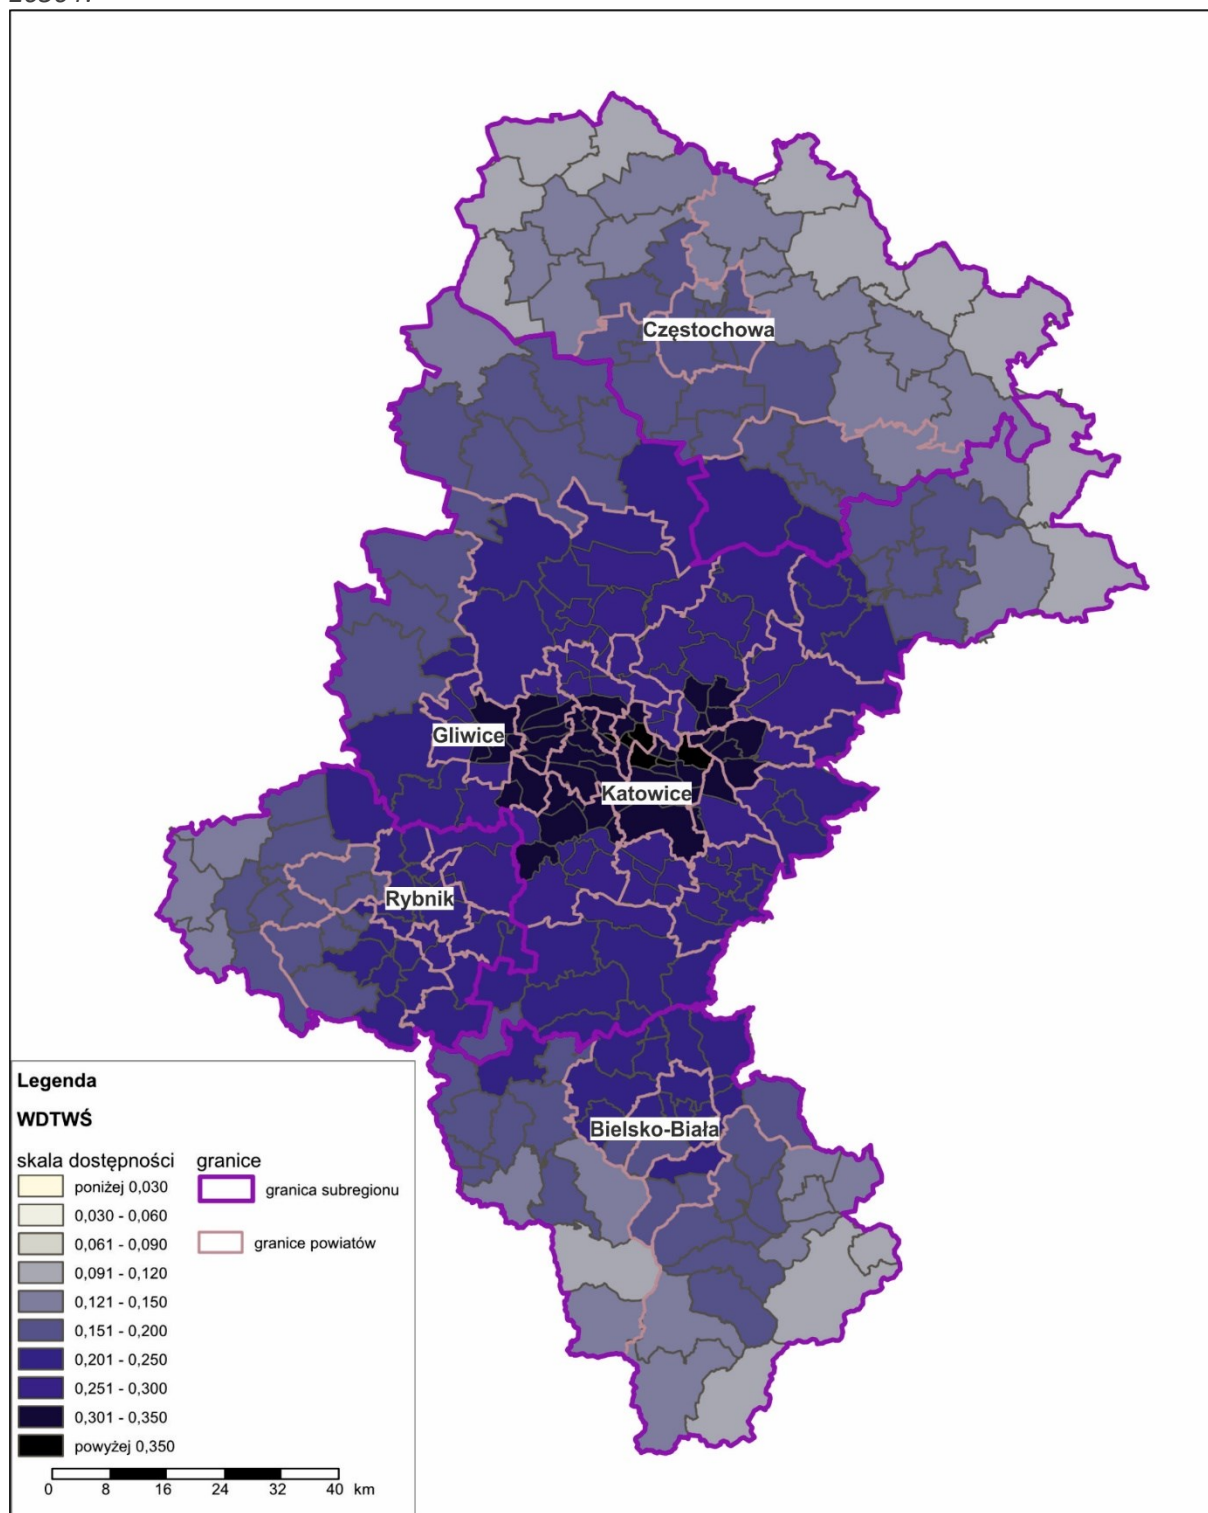 Częstochowa
Gliwice
Katowice
Rybnik
Bielsko-Biała
Legenda
WDTWŚ
skala dostępności
poniżej 0,030
0,030 - 0,060
0,061 - 0,090
0,091 - 0,120
0,121 - 0,150
0,151 - 0,200
0,201 - 0,250
0,251 - 0,300
0,301 - 0,350
powyżej 0,350
granice
granica subregionu
granice powiatów
0 8 16 24 32 40 km